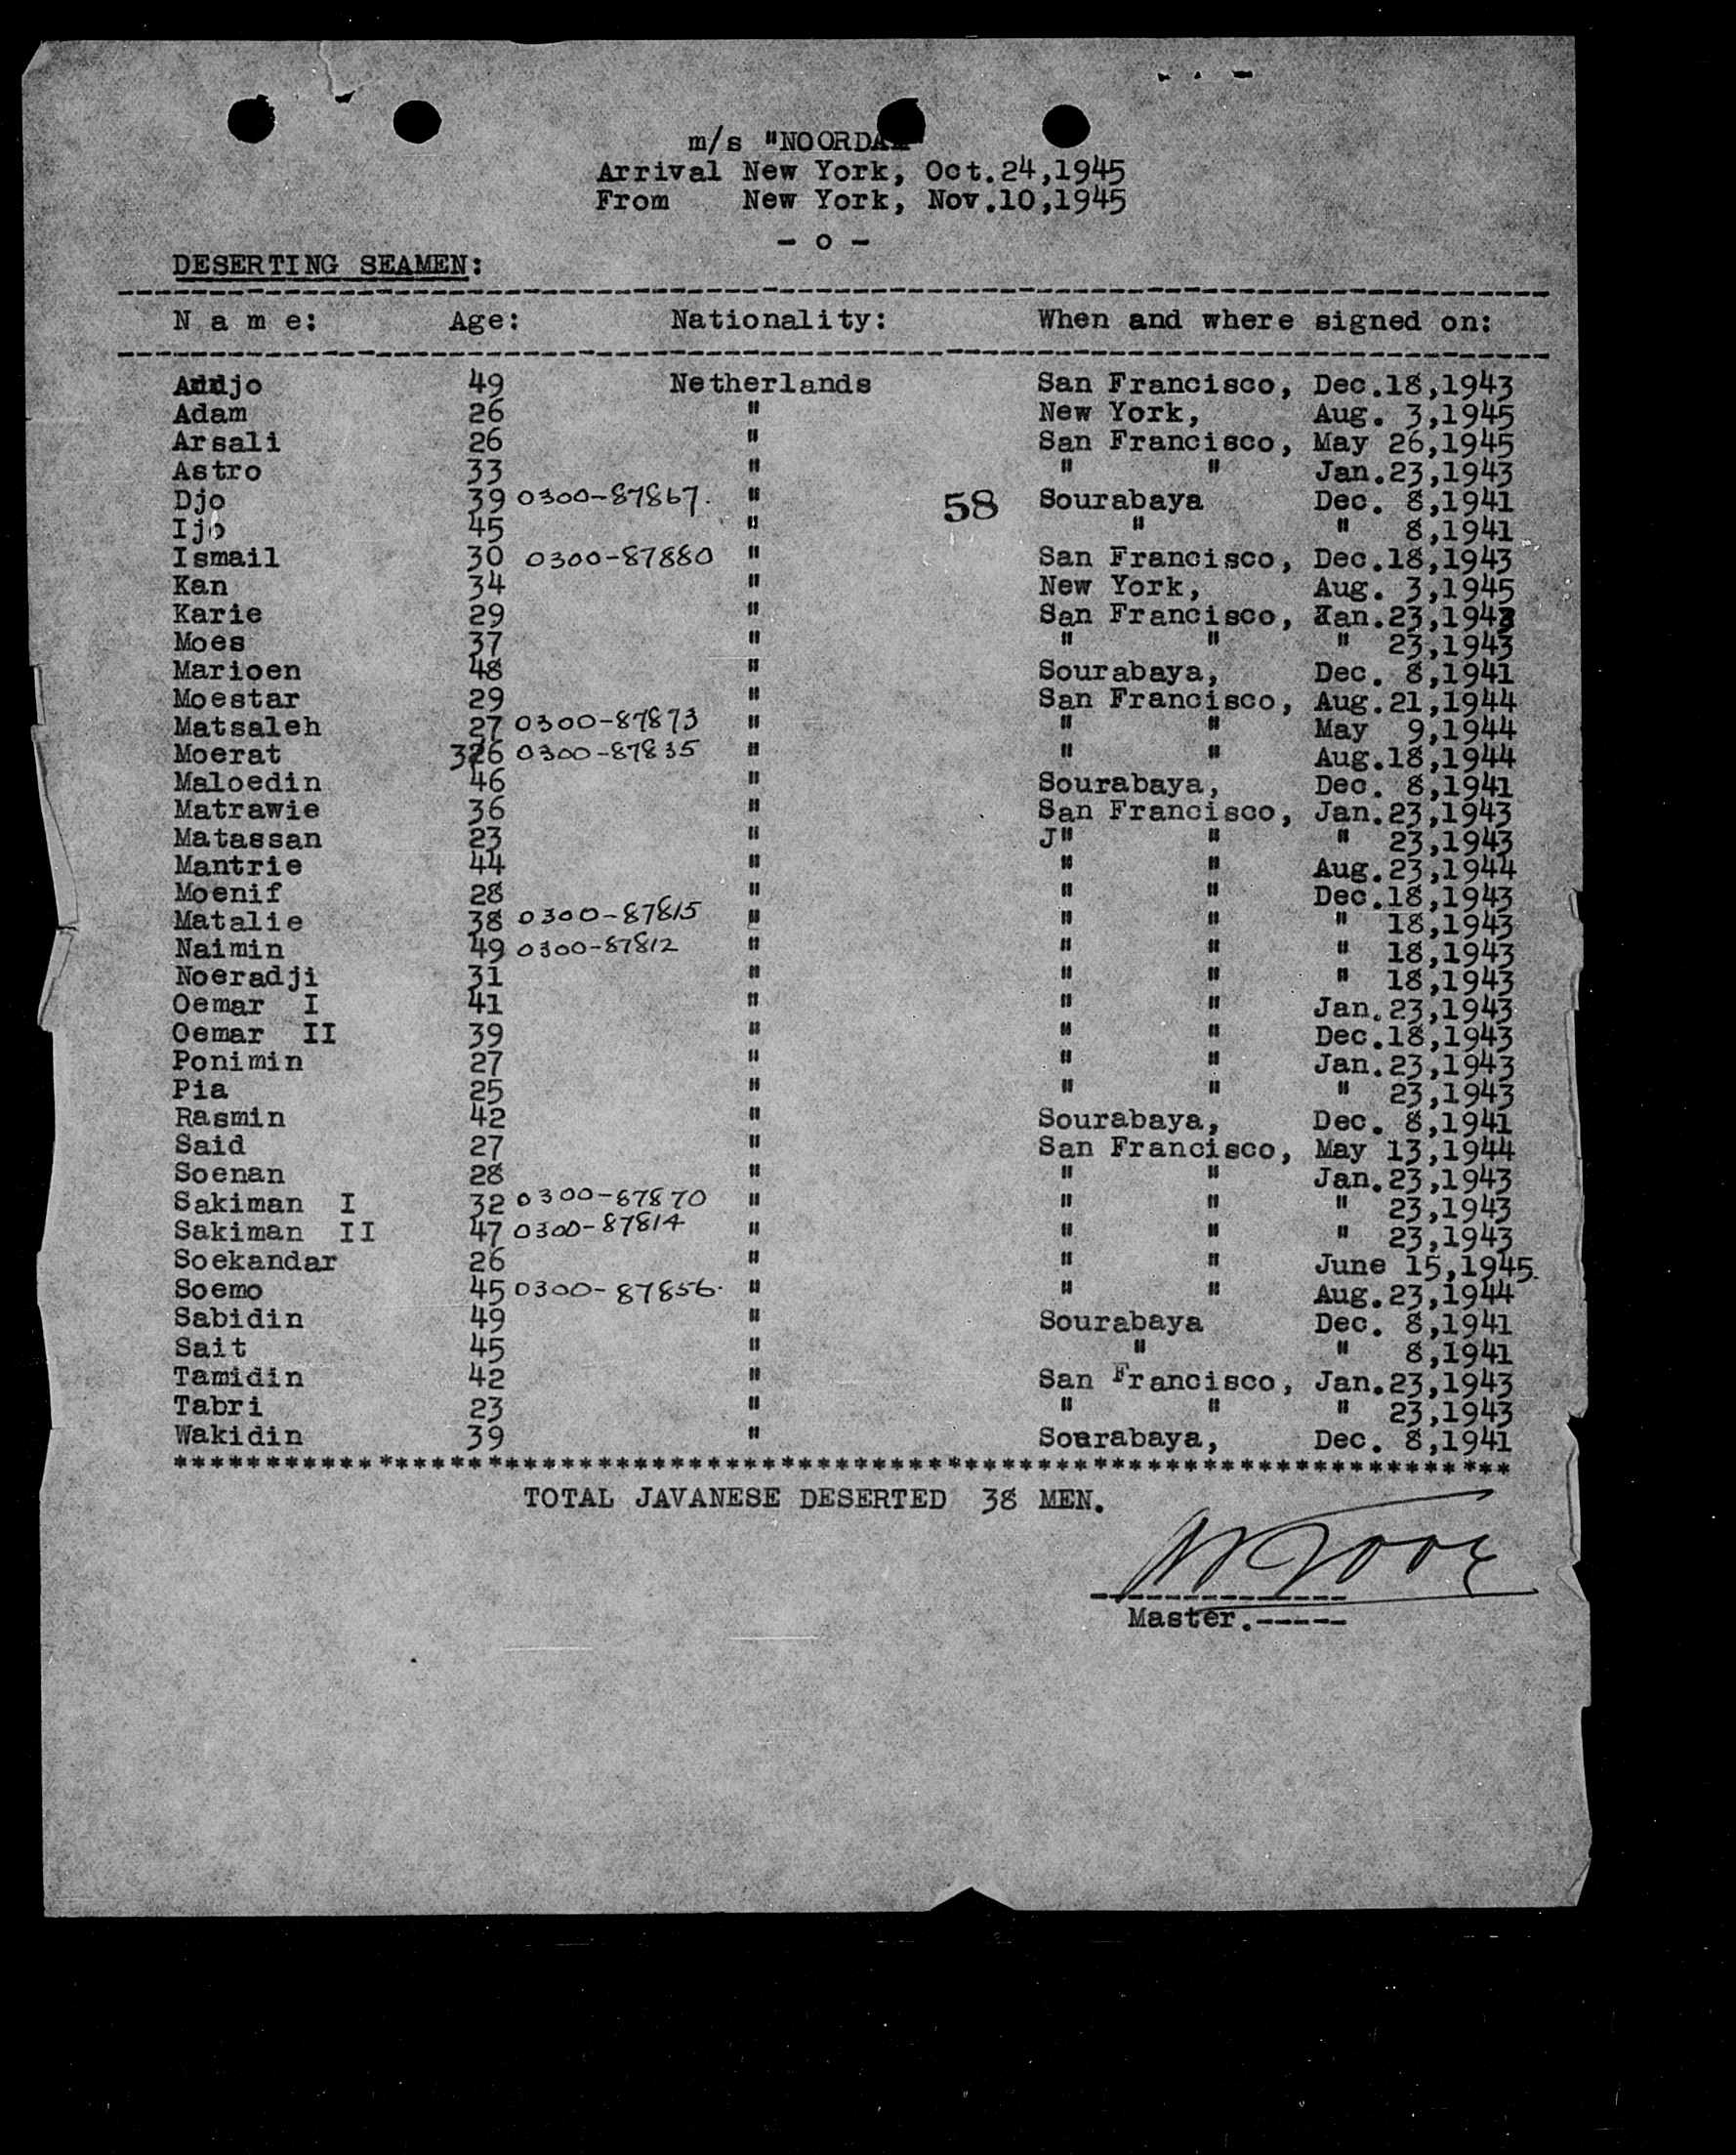 m/s "NOORDA
Arrival New York, Oct.24,1945
From New York, Nov.10,1945
- o -
DESERTING SEAMEN:
N a m e: Age: Nationality: When and where signed on:
49 Netherlands San Francisco, Dec.18,1943
Adam 26 " New York, Aug. 3,1945
Arsali 26 " San Francisco, May 26,1945
Astro 33 " " " Jan.23,1943
Djo 39 0300-87867. " 58 Sourabaya Dec. 8,1941
Ijo 45 " " " 8,1941
Ismail 30 0300-87880 " San Francisco, Dec.18,1943
Kan 34 " New York, Aug. 3,1945
Karie 29 " San Francisco, Jan.23,1943
Moes 37 " " " " 23,1943
Marioen 48 " Sourabaya, Dec. 8,1941
Moestar 29 " San Francisco, Aug.21,1944
Matsaleh 27 0300-87873 " " " May 9,1944
Moerat 326 0300-87835 " " " Aug.18,1944
Maloedin 46 " Sourabaya, Dec. 8,1941
Matrawie 36 " San Francisco, Jan.23,1943
Matassan 23 " J" " " 23,1943
Mantrie 44 " " " Aug.23,1944
Moenif 28 " " " Dec.18,1943
Matalie 38 0300-87815 " " " " 18,1943
Naimin 49 0300-87812 " " " " 18,1943
Noeradji 31 " " " " 18,1943
Oemar I 41 " " " Jan.23,1943
Oemar II 39 " " " Dec.18,1943
Ponimin 27 " " " Jan.23,1943
Pia 25 " " " " 23,1943
Rasmin 42 " Sourabaya, Dec. 8,1941
Said 27 " San Francisco, May 13,1944
Soenan 28 " " " Jan.23,1943
Sakiman I 32 0300-87870 " " " " 23,1943
Sakiman II 47 0300-87814 " " " " 23,1943
Soekandar 26 " " " June 15,1945.
Soemo 45 0300-87856. " " " Aug.23,1944
Sabidin 49 " Sourabaya Dec. 8,1941
Sait 45 " " " 8,1941
Tamidin 42 " San Francisco, Jan.23,1943
Tabri 23 " " " " 23,1943
Wakidin 39 " Sourabaya, Dec. 8,1941
TOTAL JAVANESE DESERTED 38 MEN.
Master.-----